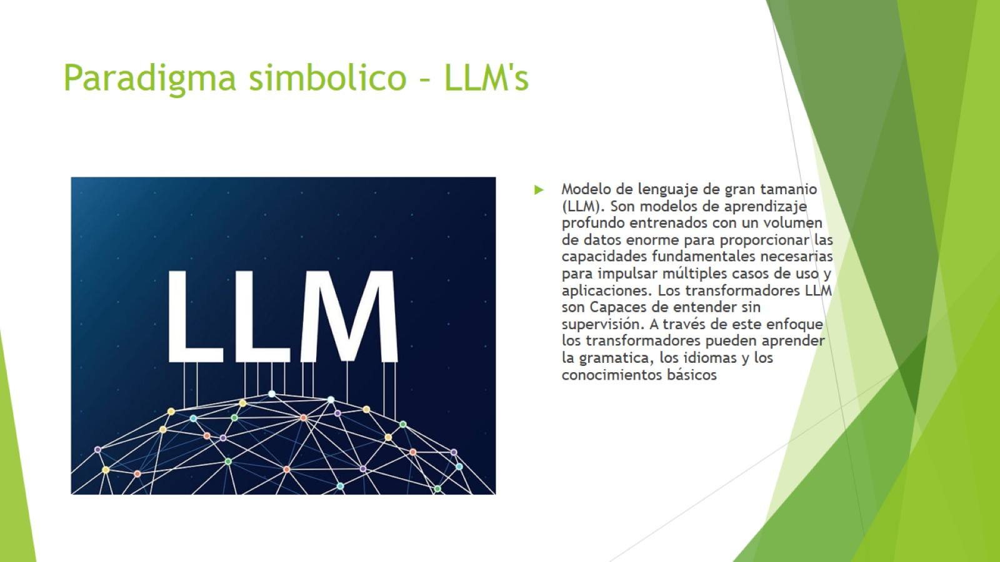 Paradigma simbolico – LLM's
LLM
Modelo de lenguaje de gran tamanio
(LLM). Son modelos de aprendizaje
profundo entrenados con un volumen
de datos enorme para proporcionar las
capacidades fundamentales necesarias
para impulsar múltiples casos de uso y
aplicaciones. Los transformadores LLM
son Capaces de entender sin
supervisión. A través de este enfoque
los transformadores pueden aprender
la gramatica, los idiomas y los
conocimientos básicos